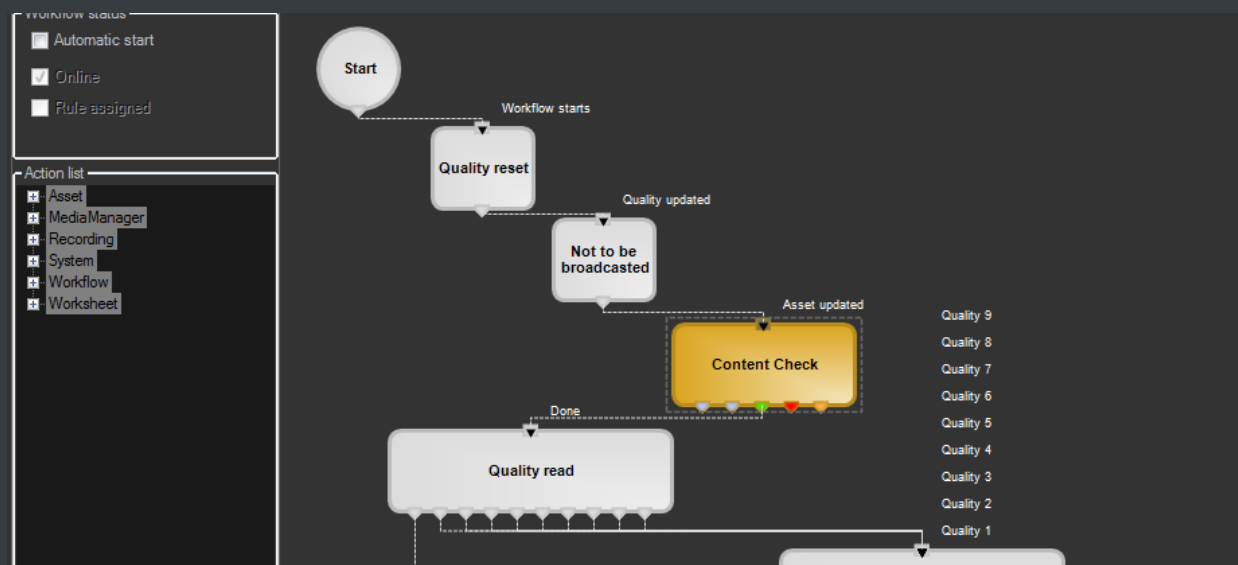 Workflow status
Automatic start
Online
Rule assigned
Action list
Asset
MediaManager
Recording
System
Workflow
Worksheet
Start
Workflow starts
Quality reset
Quality updated
Not to be
broadcasted
Asset updated
Content Check
Done
Quality read
Quality 9
Quality 8
Quality 7
Quality 6
Quality 5
Quality 4
Quality 3
Quality 2
Quality 1